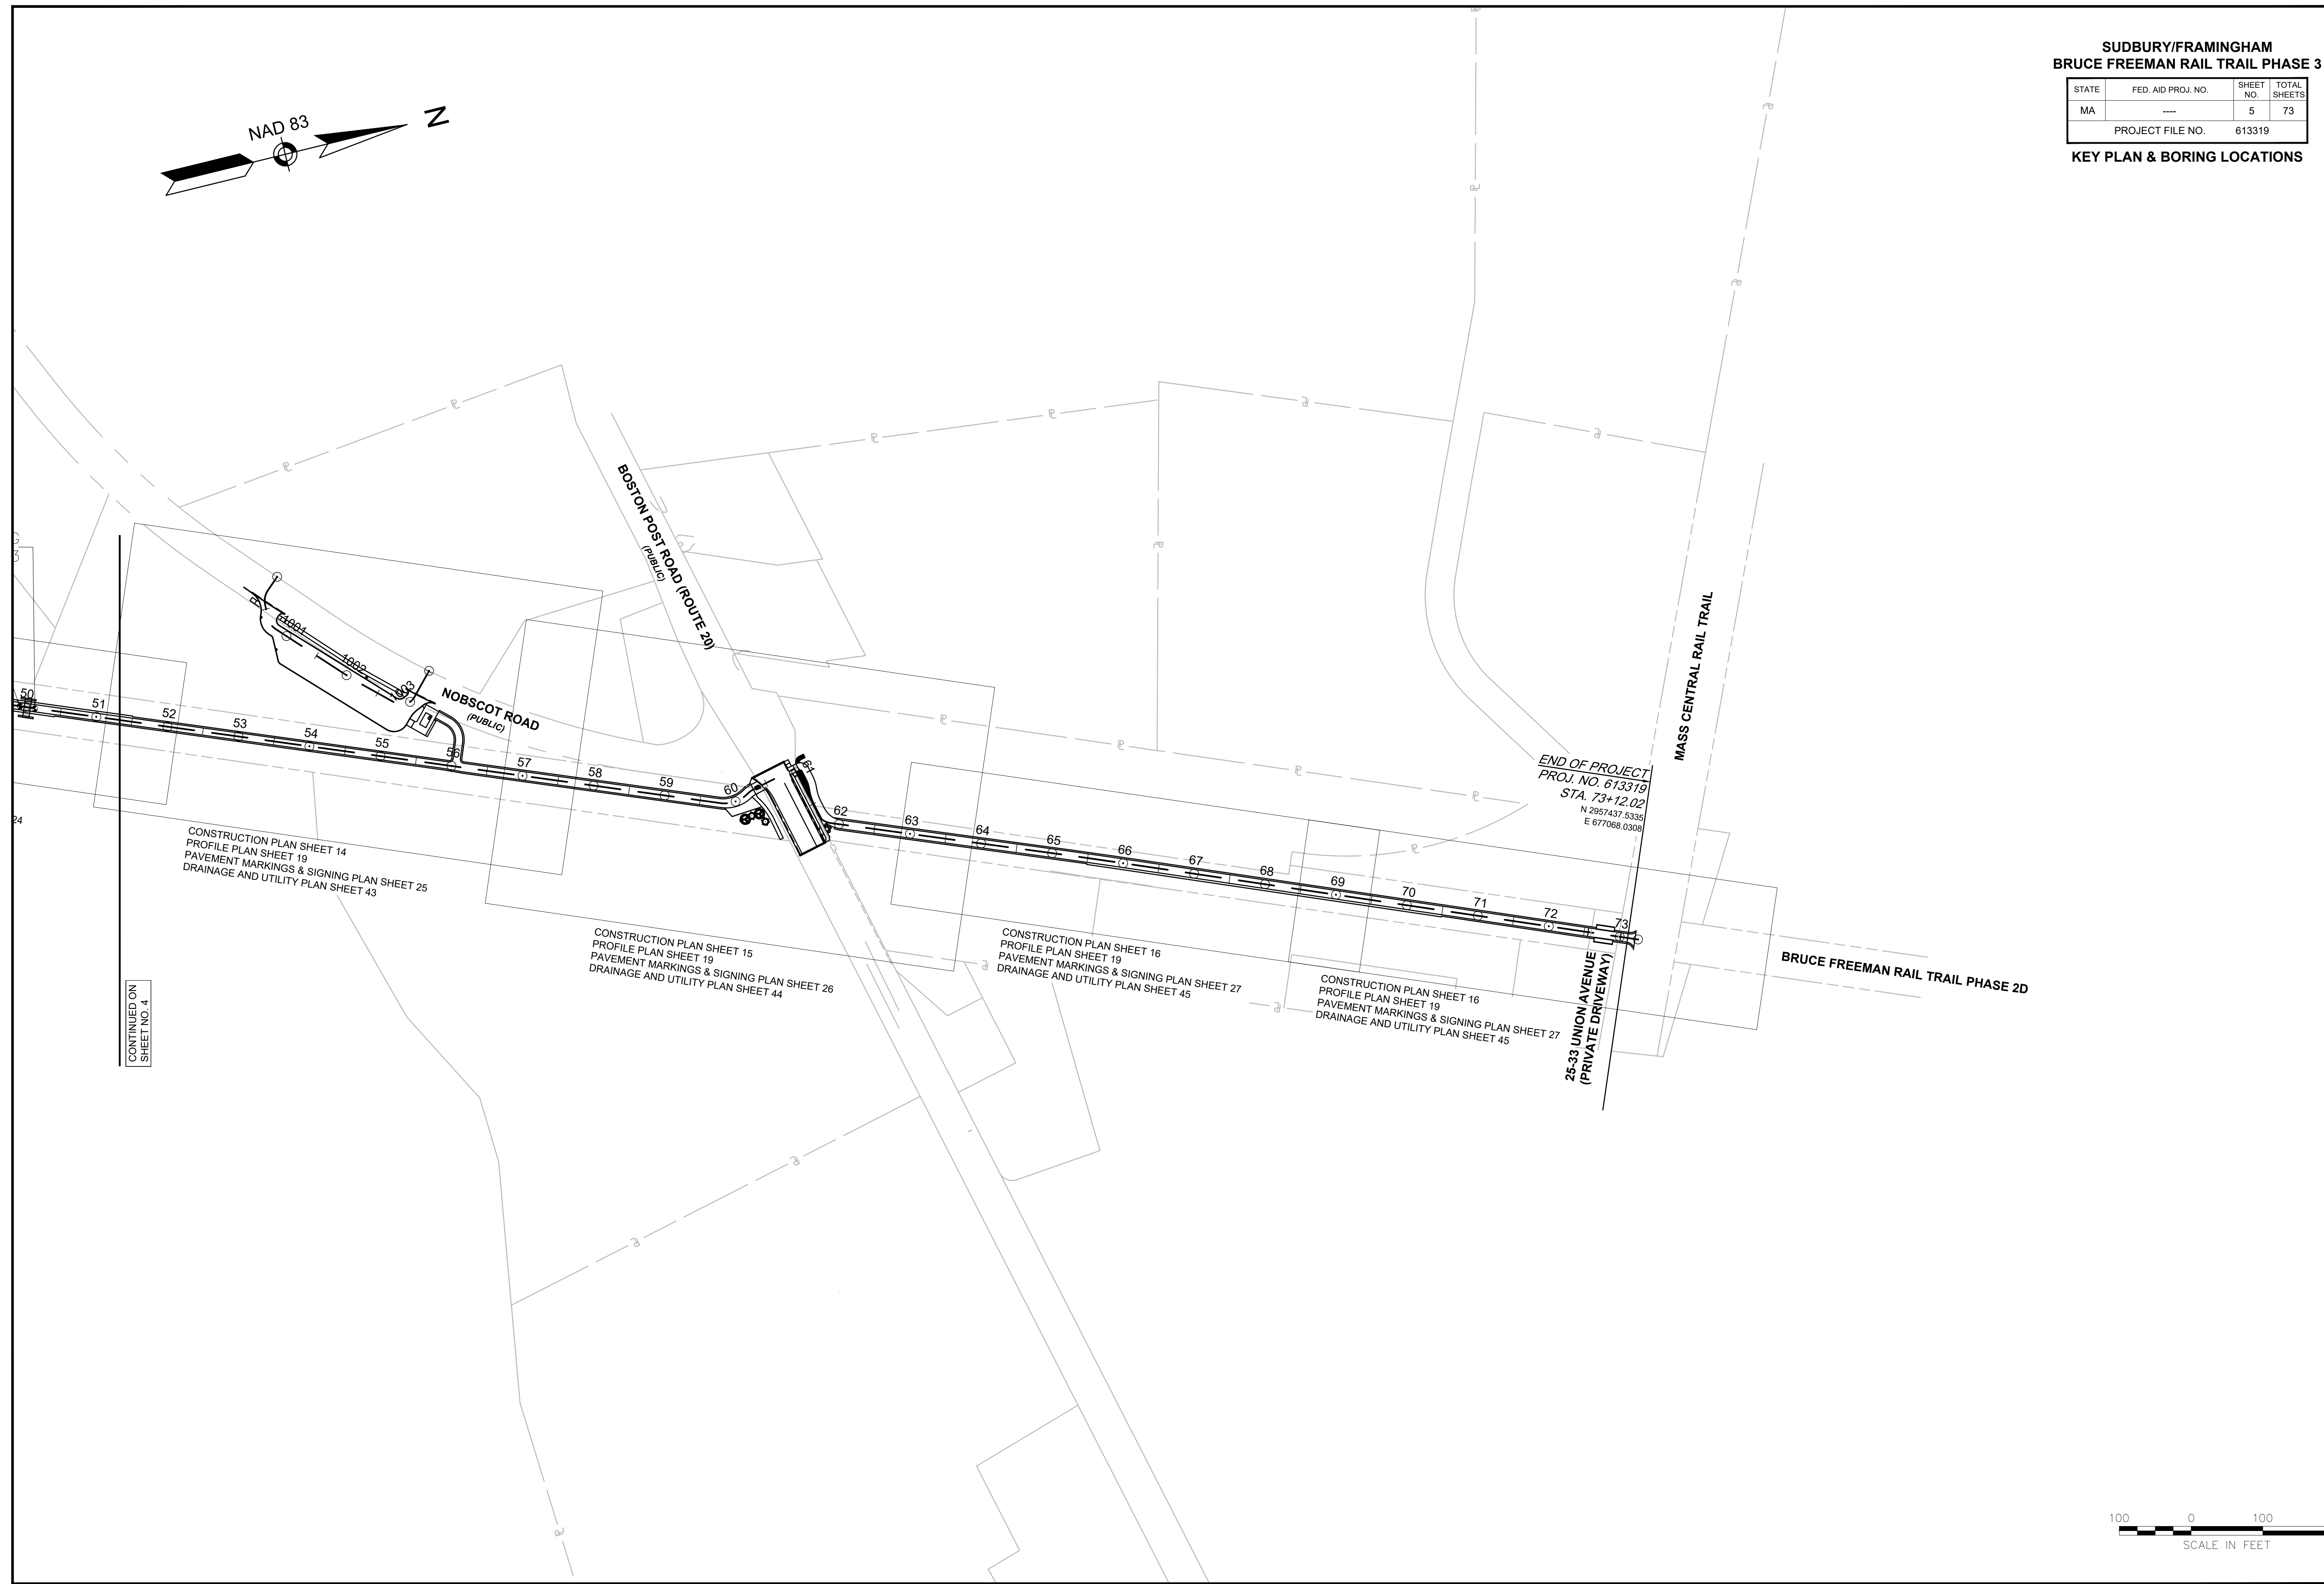 SUDBURY/FRAMINGHAM
BRUCE FREEMAN RAIL TRAIL PHASE 3
STATE FED. AID PROJ. NO. SHEET NO. TOTAL SHEETS
MA ---- 5 73
PROJECT FILE NO. 613319
KEY PLAN & BORING LOCATIONS
NAD 83
N
BOSTON POST ROAD (ROUTE 20)
(PUBLIC)
NOBSCOT ROAD
(PUBLIC)
1001
1002
50
51
52
53
54
55
56
57
58
59
60
61
62
63
64
65
66
67
68
69
70
71
72
73
24
MASS CENTRAL RAIL TRAIL
END OF PROJECT
PROJ. NO. 613319
STA. 73+12.02
N 2957437.5335
E 677068.0308
CONSTRUCTION PLAN SHEET 14
PROFILE PLAN SHEET 19
PAVEMENT MARKINGS & SIGNING PLAN SHEET 25
DRAINAGE AND UTILITY PLAN SHEET 43
CONSTRUCTION PLAN SHEET 15
PROFILE PLAN SHEET 19
PAVEMENT MARKINGS & SIGNING PLAN SHEET 26
DRAINAGE AND UTILITY PLAN SHEET 44
CONSTRUCTION PLAN SHEET 16
PROFILE PLAN SHEET 19
PAVEMENT MARKINGS & SIGNING PLAN SHEET 27
DRAINAGE AND UTILITY PLAN SHEET 45
CONSTRUCTION PLAN SHEET 16
PROFILE PLAN SHEET 19
PAVEMENT MARKINGS & SIGNING PLAN SHEET 27
DRAINAGE AND UTILITY PLAN SHEET 45
25-33 UNION AVENUE
(PRIVATE DRIVEWAY)
BRUCE FREEMAN RAIL TRAIL PHASE 2D
CONTINUED ON
SHEET NO. 4
100 0 100
SCALE IN FEET